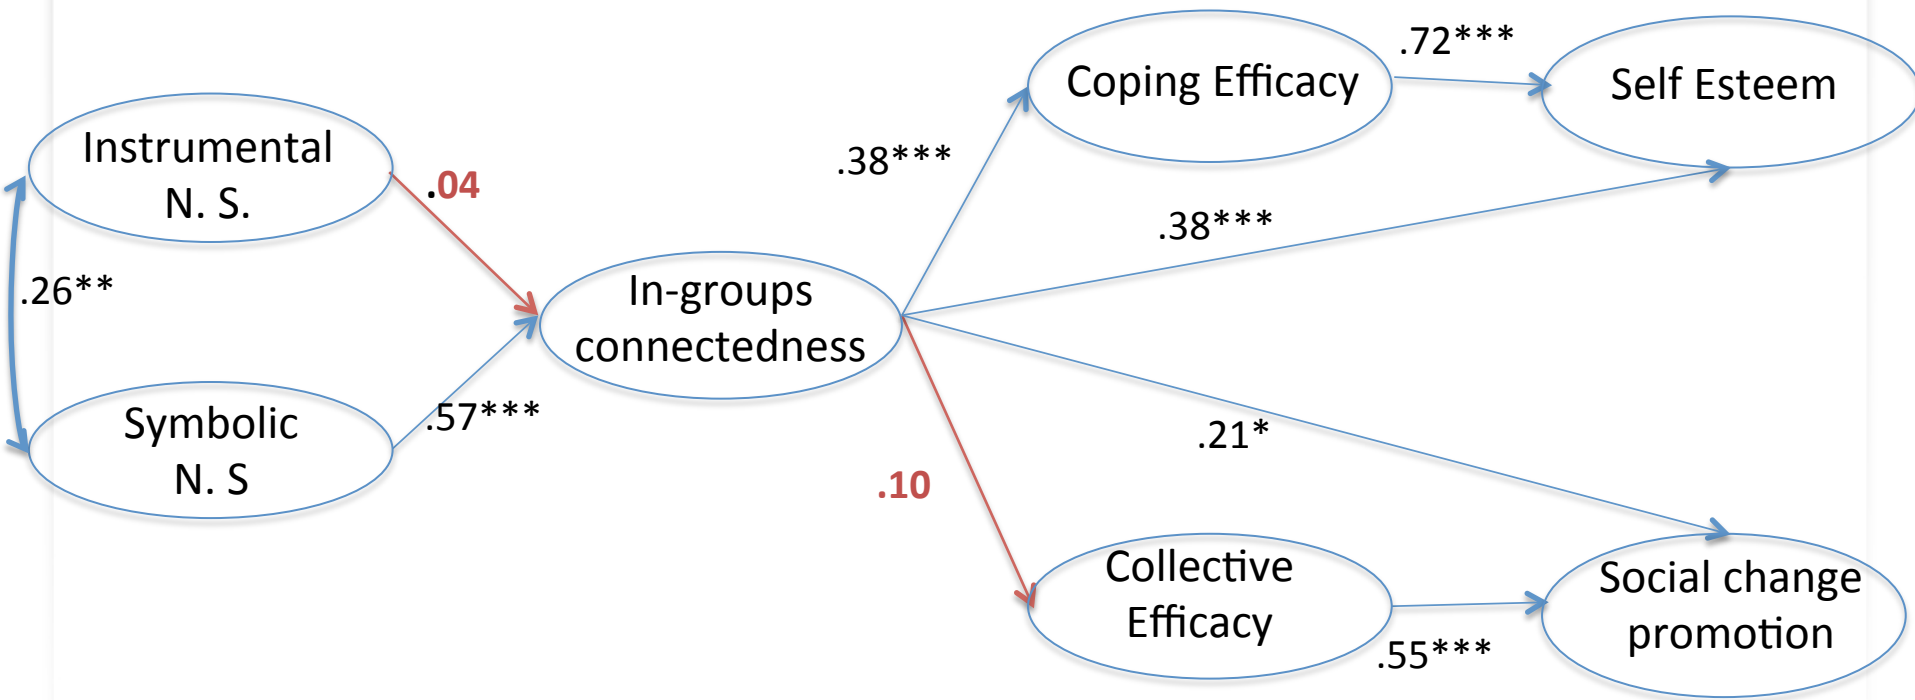 Coping Efficacy
.72***
Self Esteem
Instrumental
N. S.
.04
.38***
.38***
.26**
In-groups
connectedness
Symbolic
N. S
.57***
.21*
.10
Collective
Efficacy
.55***
Social change
promotion